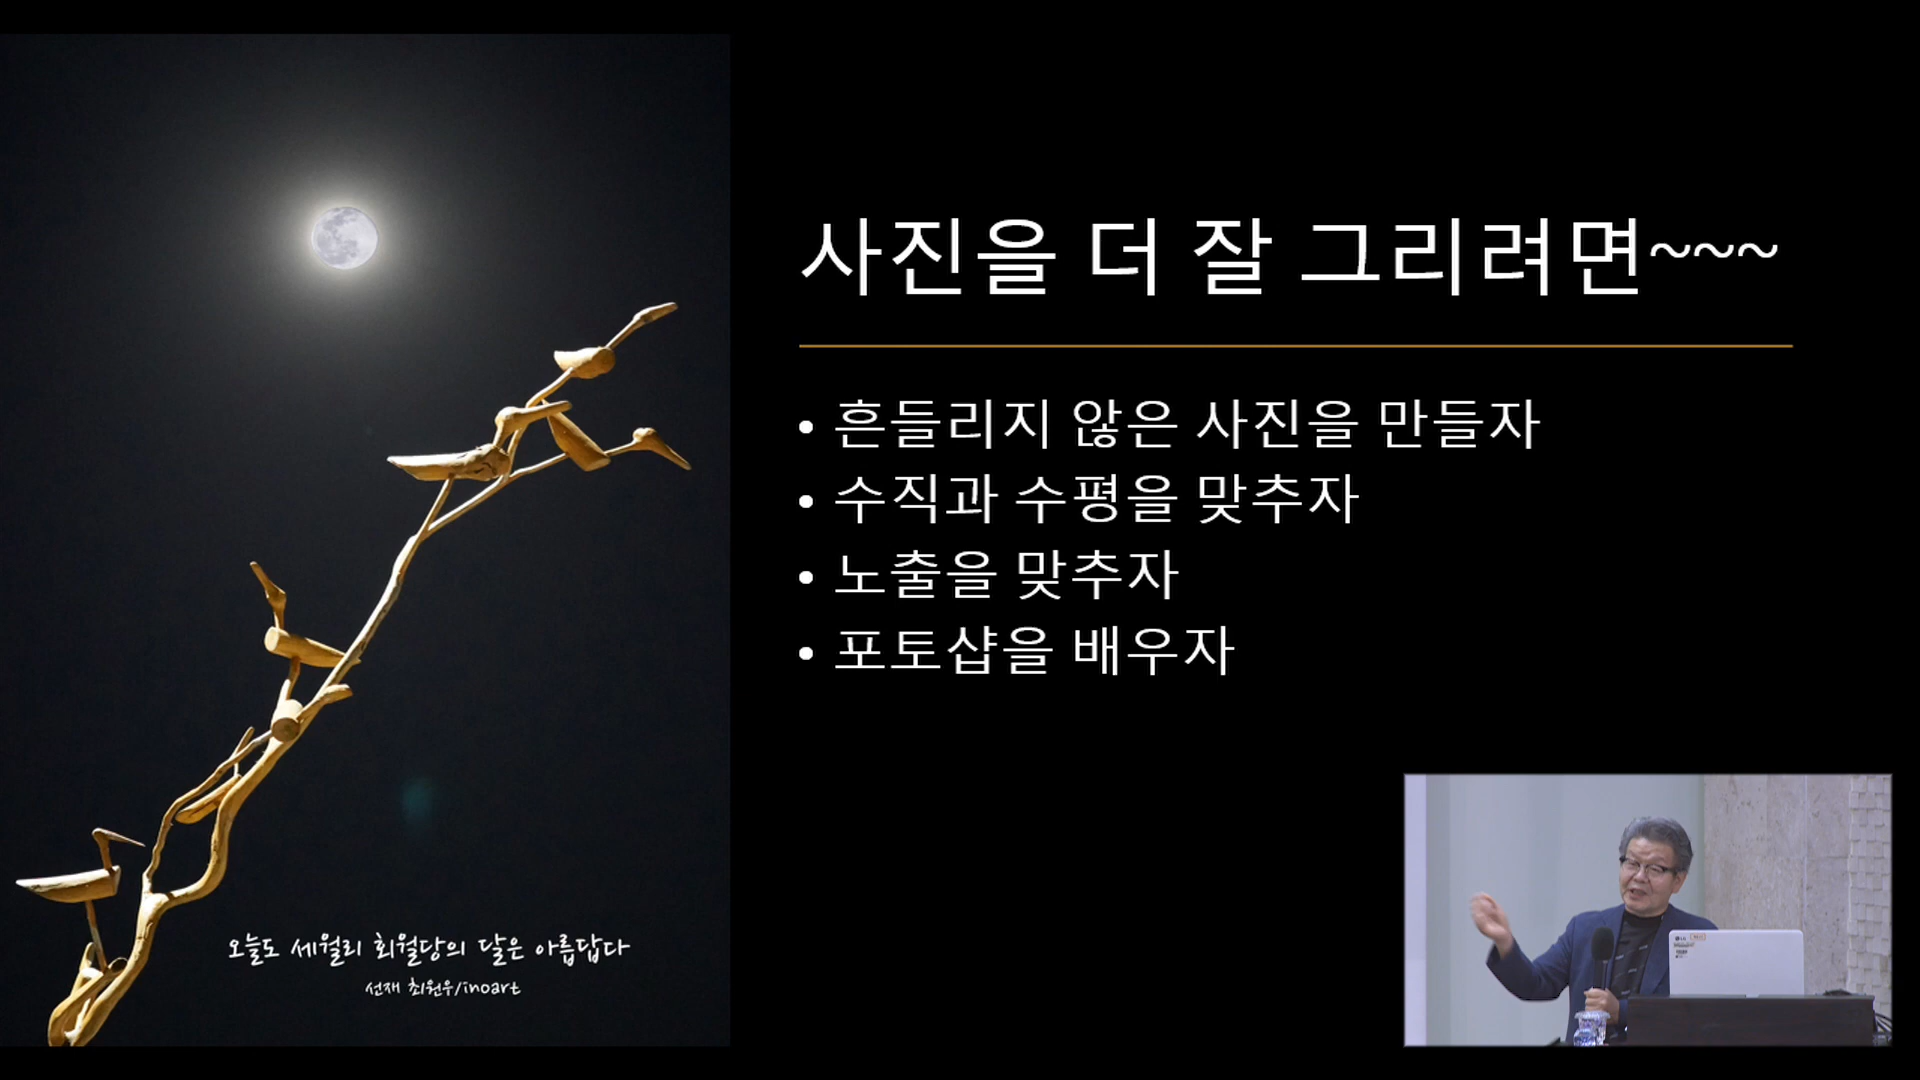 사진을 더 잘 그리려면~~~
• 흔들리지 않은 사진을 만들자
• 수직과 수평을 맞추자
• 노출을 맞추자
• 포토샵을 배우자
오늘도 세월리 회월당의 달은 아름답다
선재 최원우/inoart
LG